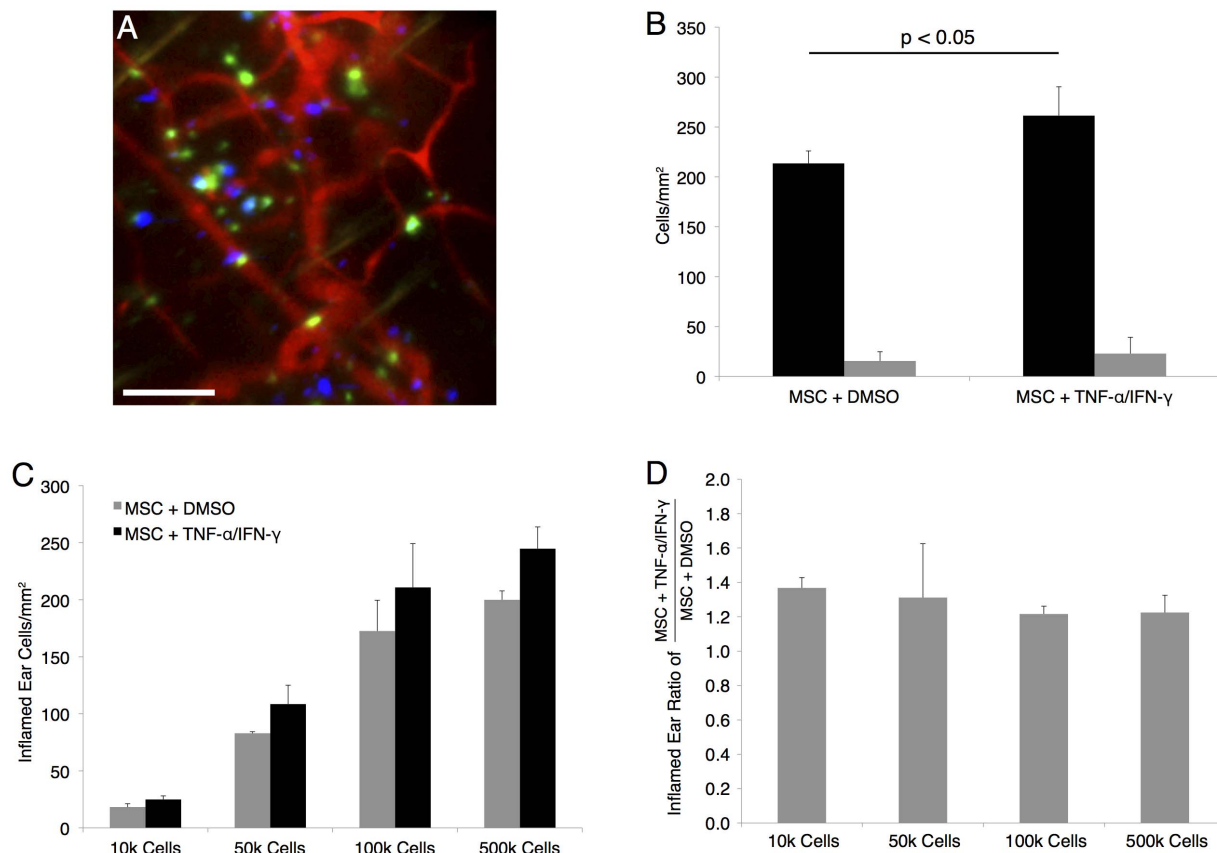 A
B
350
300
250
200
150
100
50
0
Cells/mm²
p < 0.05
MSC + DMSO
MSC + TNF-α/IFN-γ
C
300
250
200
150
100
50
0
Inflamed Ear Cells/mm²
MSC + DMSO
MSC + TNF-α/IFN-γ
10k Cells
50k Cells
100k Cells
500k Cells
D
2.0
1.8
1.6
1.4
1.2
1.0
0.8
0.6
0.4
0.2
0.0
Inflamed Ear Ratio of
MSC + TNF-α/IFN-γ
MSC + DMSO
10k Cells
50k Cells
100k Cells
500k Cells